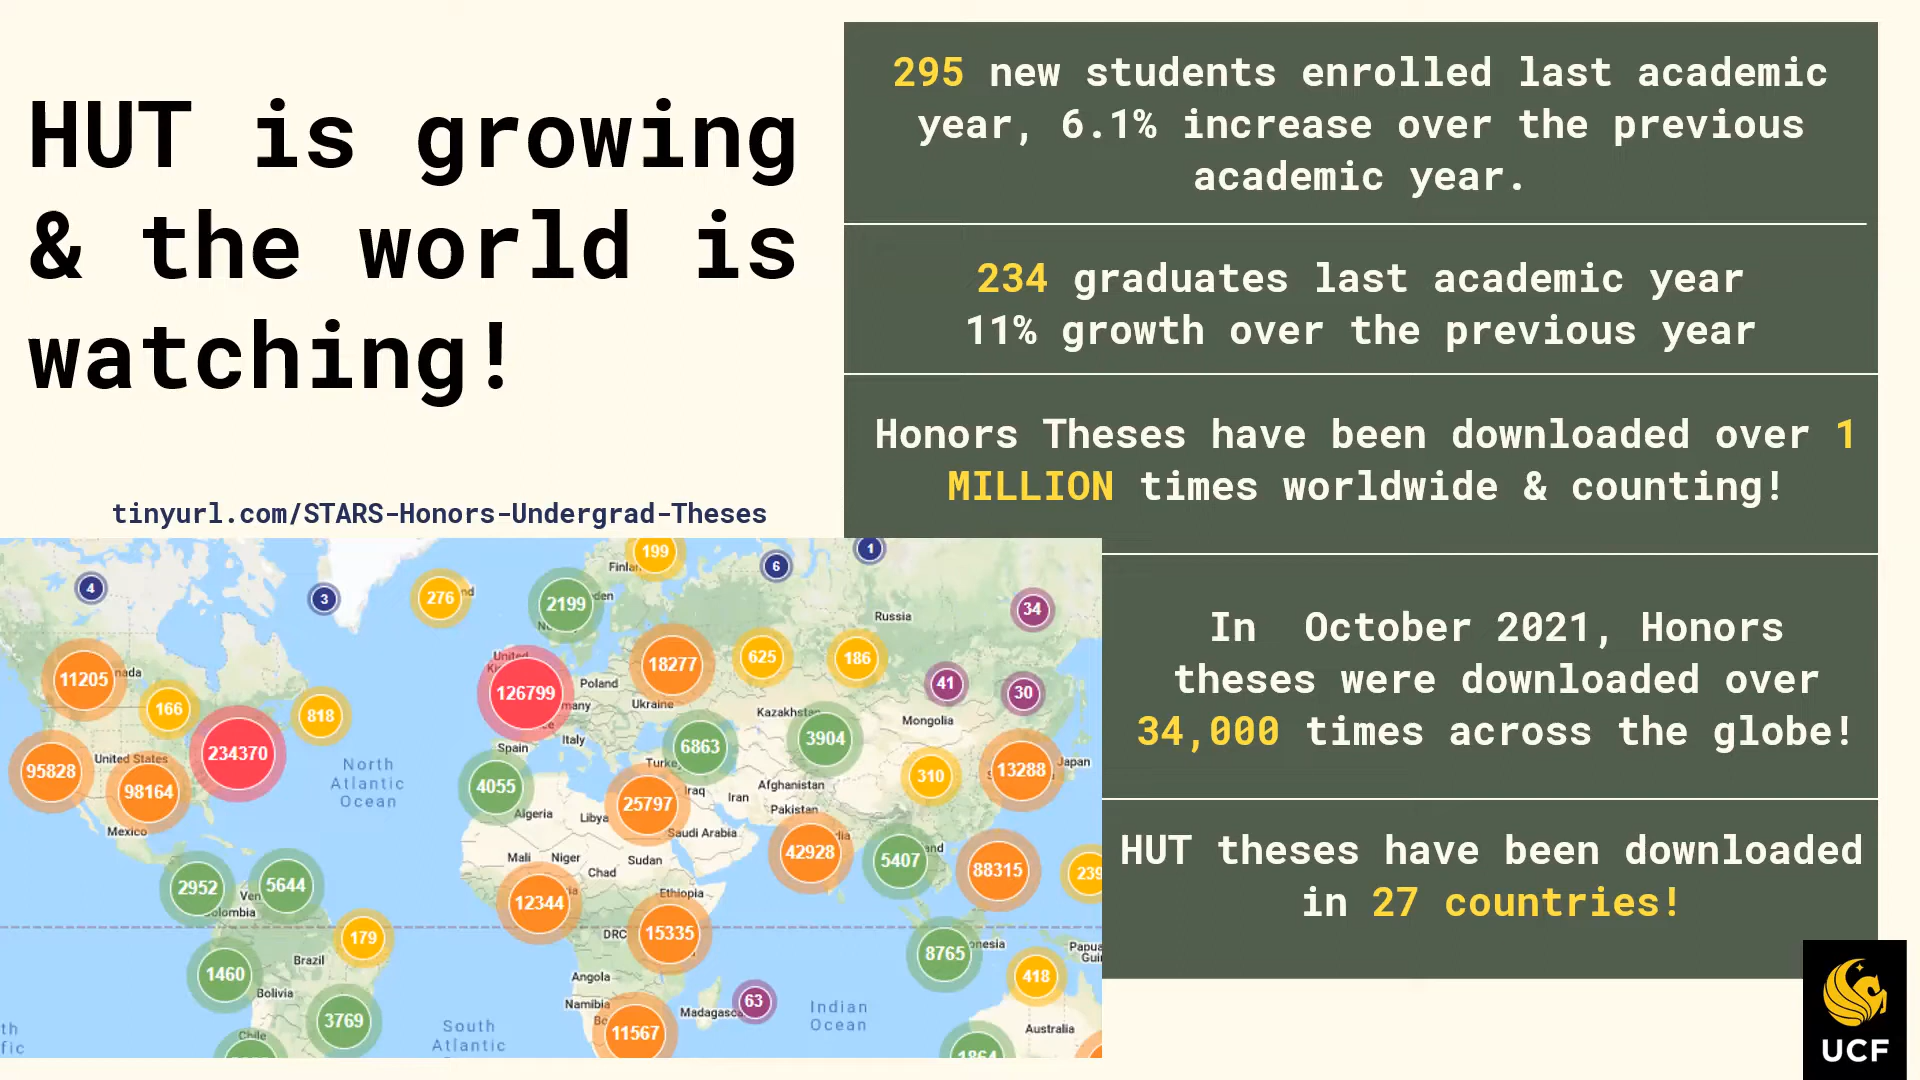 HUT is growing
& the world is
watching!
tinyurl.com/STARS-Honors-Undergrad-Theses
295 new students enrolled last academic
year, 6.1% increase over the previous
academic year.
234 graduates last academic year
11% growth over the previous year
Honors Theses have been downloaded over 1
MILLION times worldwide & counting!
In October 2021, Honors
theses were downloaded over
34,000 times across the globe!
HUT theses have been downloaded
in 27 countries!
UCF
199
1
6
4
3
276
2199
34
Russia
11205
166
818
United
126799
Poland
18277
Ukraine
625
186
41
30
Kazakhstan
Mongolia
95828
United States
98164
234370
North
Atlantic
Ocean
Spain
Italy
6863
3904
310
13288
Japan
4055
25797
Iraq
Iran
Afghanistan
Pakistan
Mexico
Algeria
Libya
Saudi Arabia
42928
5407
88315
239
Mali
Niger
Chad
Sudan
Ethiopia
2952
5644
12344
15335
DRC
179
8765
1460
Brazil
Bolivia
Angola
Namibia
418
Papua
3769
63
11567
Indian
Ocean
South
Atlantic
Australia
Chile
1864